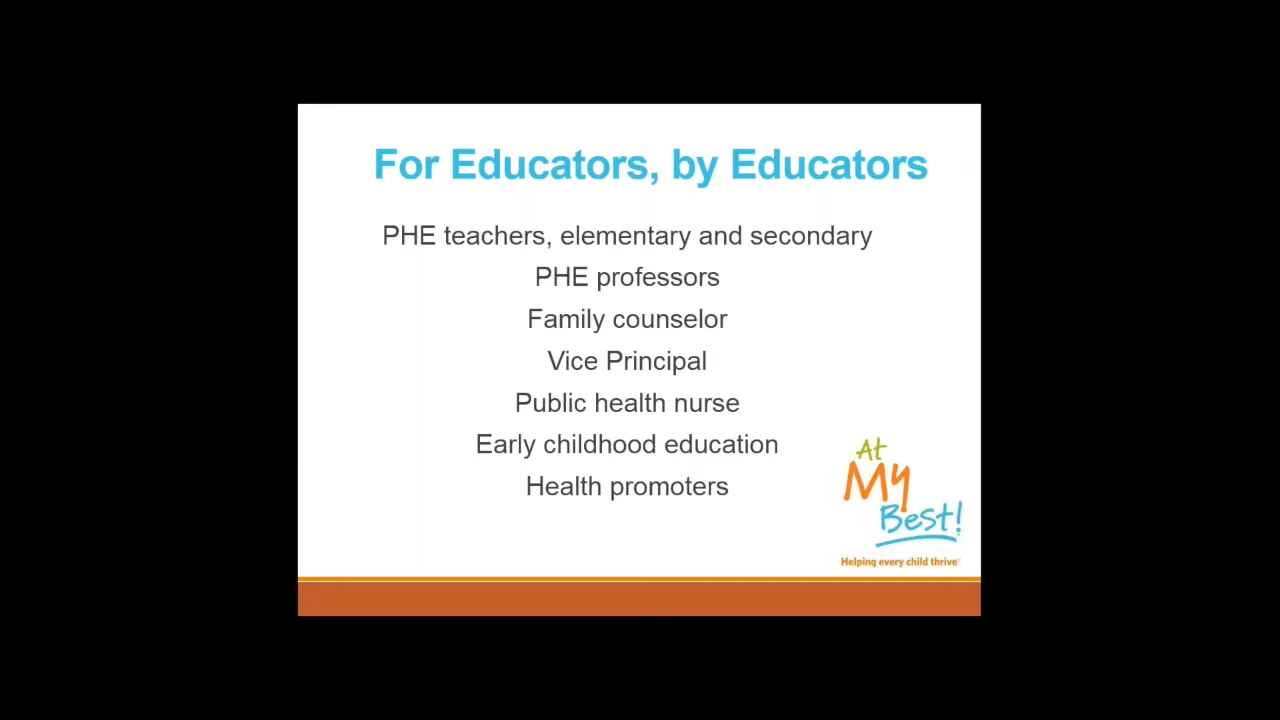 For Educators, by Educators
PHE teachers, elementary and secondary
PHE professors
Family counselor
Vice Principal
Public health nurse
Early childhood education
Health promoters
At
My
Best!
Helping every child thrive™